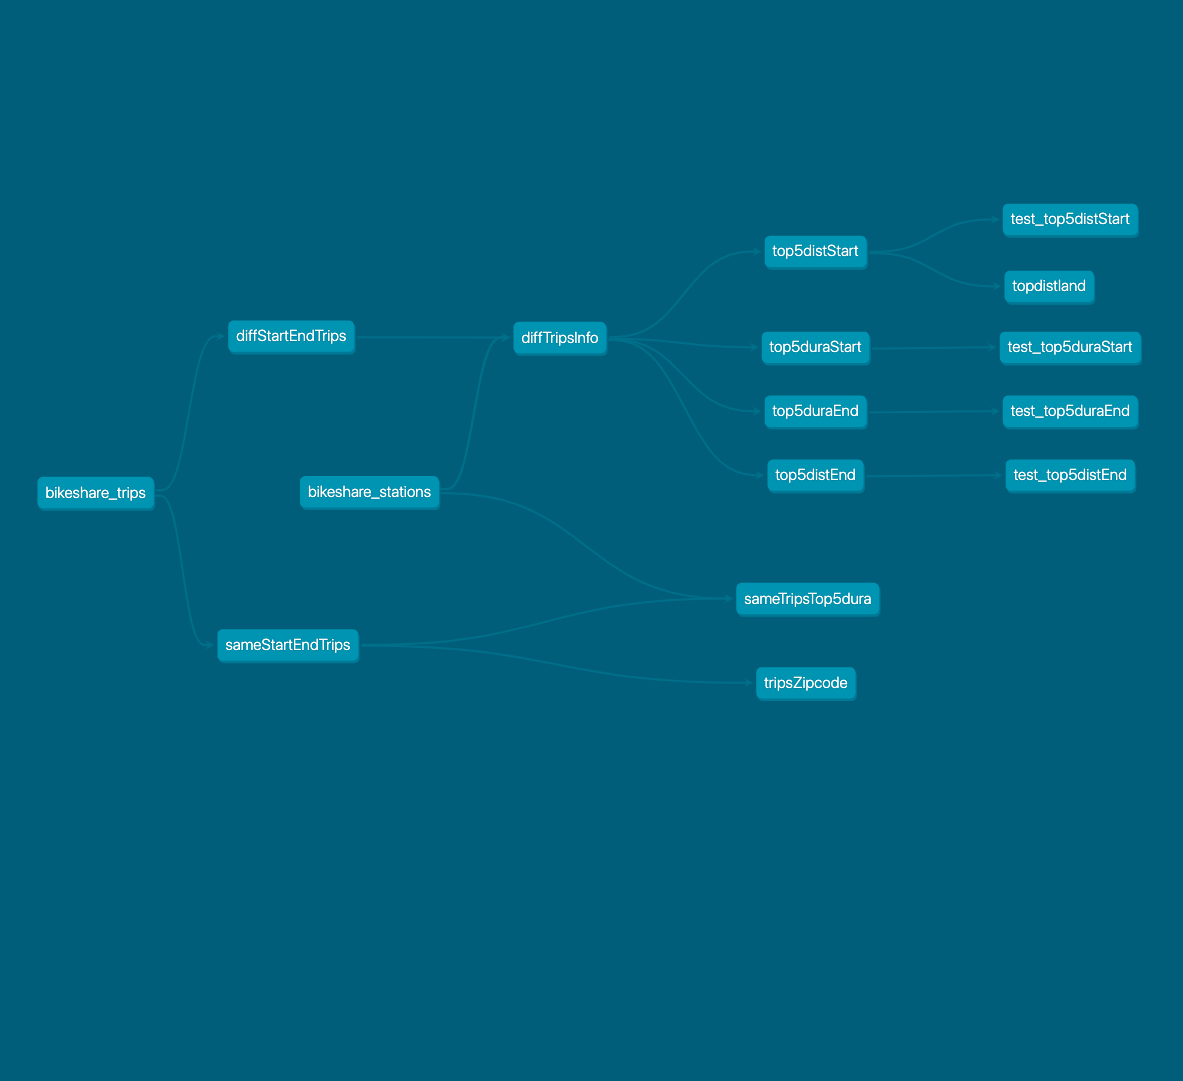 test_top5distStart
top5distStart
topdistland
diffStartEndTrips
diffTripsInfo
top5duraStart
test_top5duraStart
top5duraEnd
test_top5duraEnd
top5distEnd
test_top5distEnd
bikeshare_trips
bikeshare_stations
sameTripsTop5dura
sameStartEndTrips
tripsZipcode